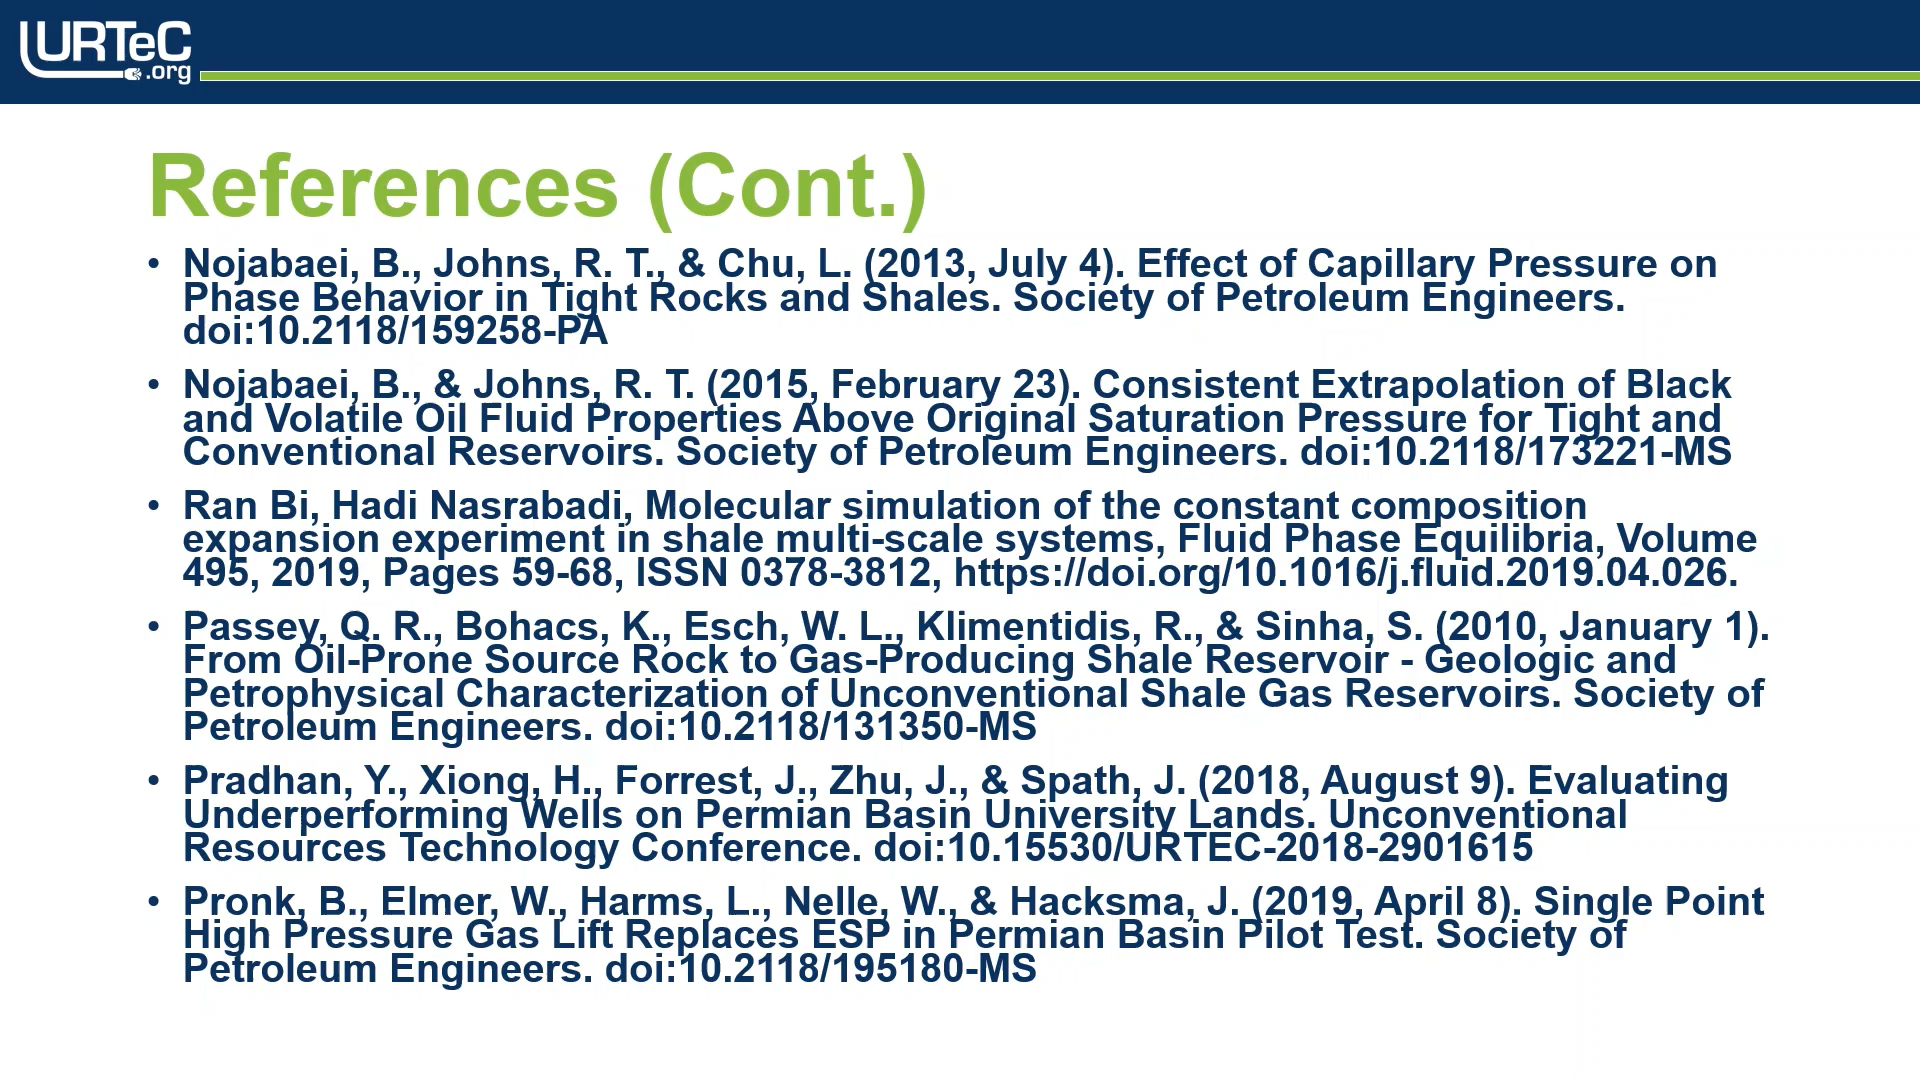 URTeC
.org
References (Cont.)
• Nojabaei, B., Johns, R. T., & Chu, L. (2013, July 4). Effect of Capillary Pressure on
Phase Behavior in Tight Rocks and Shales. Society of Petroleum Engineers.
doi:10.2118/159258-PA
• Nojabaei, B., & Johns, R. T. (2015, February 23). Consistent Extrapolation of Black
and Volatile Oil Fluid Properties Above Original Saturation Pressure for Tight and
Conventional Reservoirs. Society of Petroleum Engineers. doi:10.2118/173221-MS
• Ran Bi, Hadi Nasrabadi, Molecular simulation of the constant composition
expansion experiment in shale multi-scale systems, Fluid Phase Equilibria, Volume
495, 2019, Pages 59-68, ISSN 0378-3812, https://doi.org/10.1016/j.fluid.2019.04.026.
• Passey, Q. R., Bohacs, K., Esch, W. L., Klimentidis, R., & Sinha, S. (2010, January 1).
From Oil-Prone Source Rock to Gas-Producing Shale Reservoir - Geologic and
Petrophysical Characterization of Unconventional Shale Gas Reservoirs. Society of
Petroleum Engineers. doi:10.2118/131350-MS
• Pradhan, Y., Xiong, H., Forrest, J., Zhu, J., & Spath, J. (2018, August 9). Evaluating
Underperforming Wells on Permian Basin University Lands. Unconventional
Resources Technology Conference. doi:10.15530/URTEC-2018-2901615
• Pronk, B., Elmer, W., Harms, L., Nelle, W., & Hacksma, J. (2019, April 8). Single Point
High Pressure Gas Lift Replaces ESP in Permian Basin Pilot Test. Society of
Petroleum Engineers. doi:10.2118/195180-MS